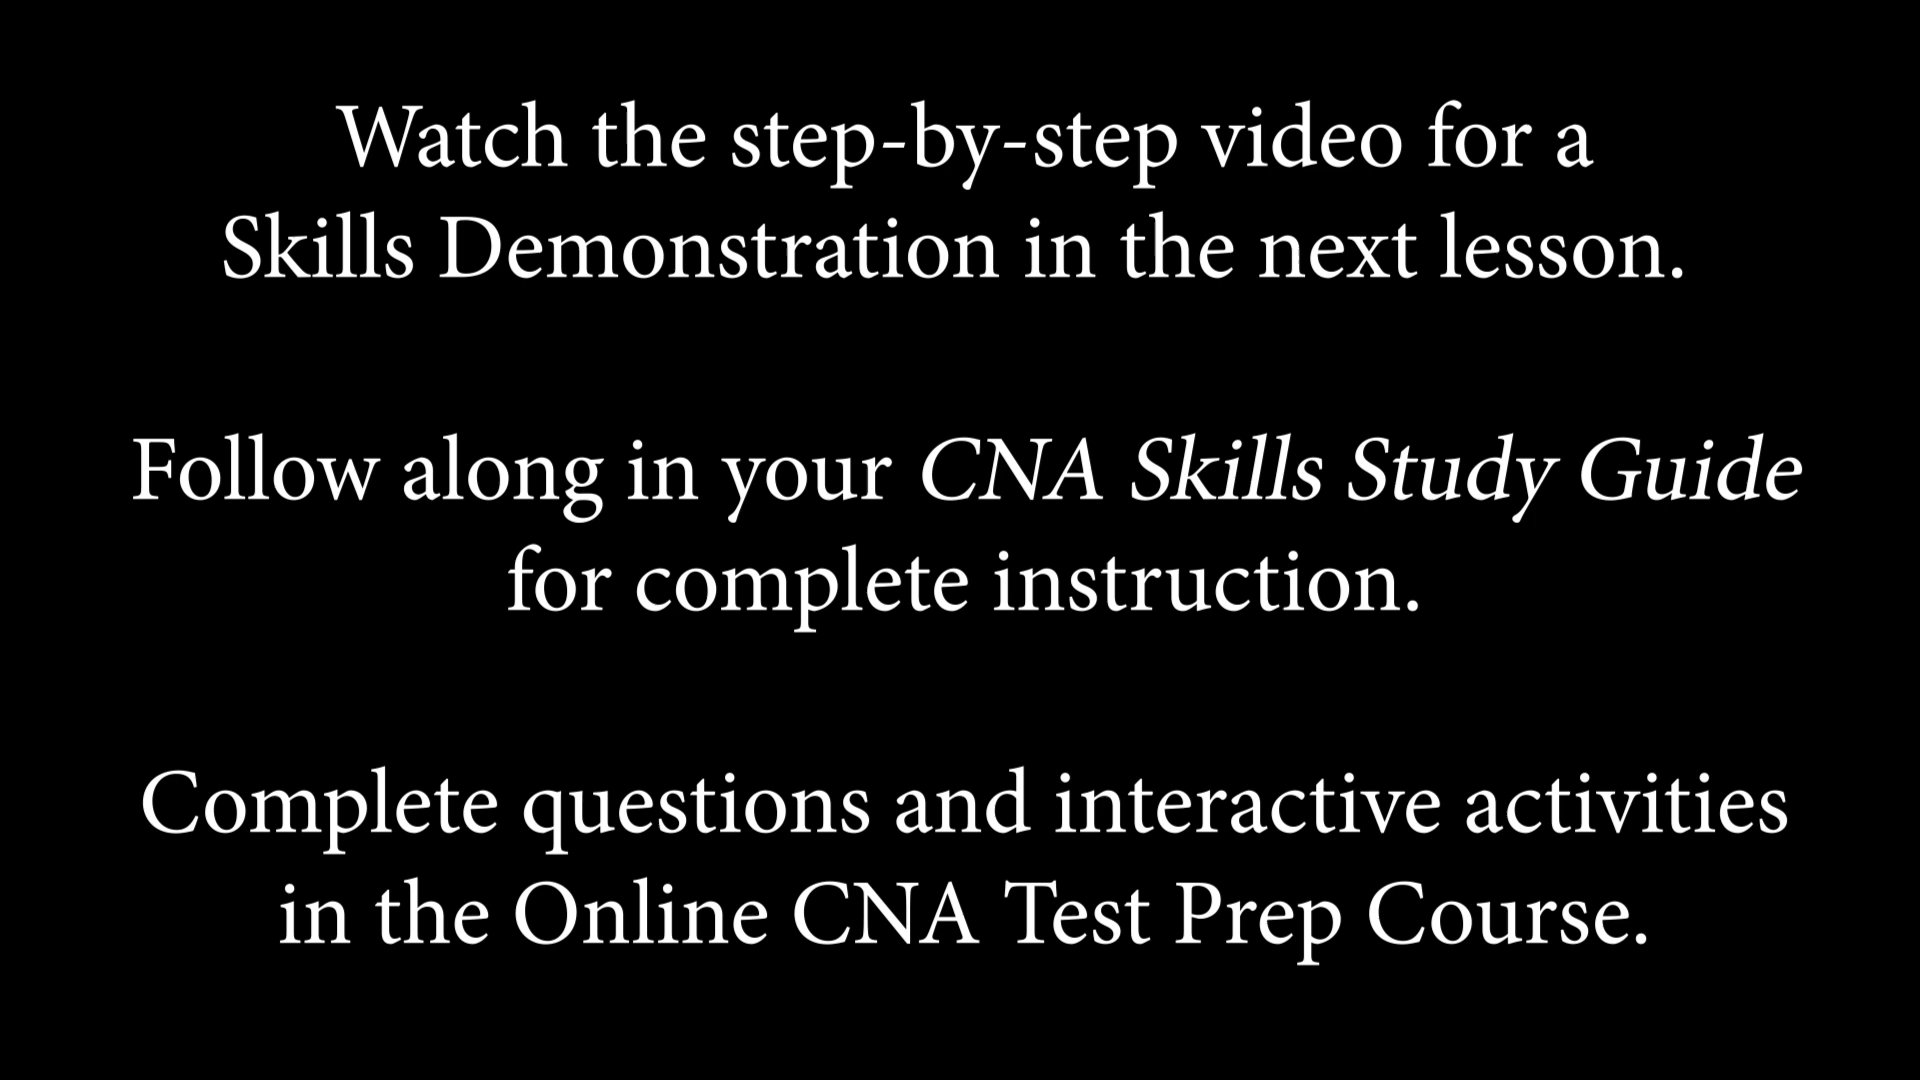 Watch the step-by-step video for a
Skills Demonstration in the next lesson.
Follow along in your CNA Skills Study Guide
for complete instruction.
Complete questions and interactive activities
in the Online CNA Test Prep Course.